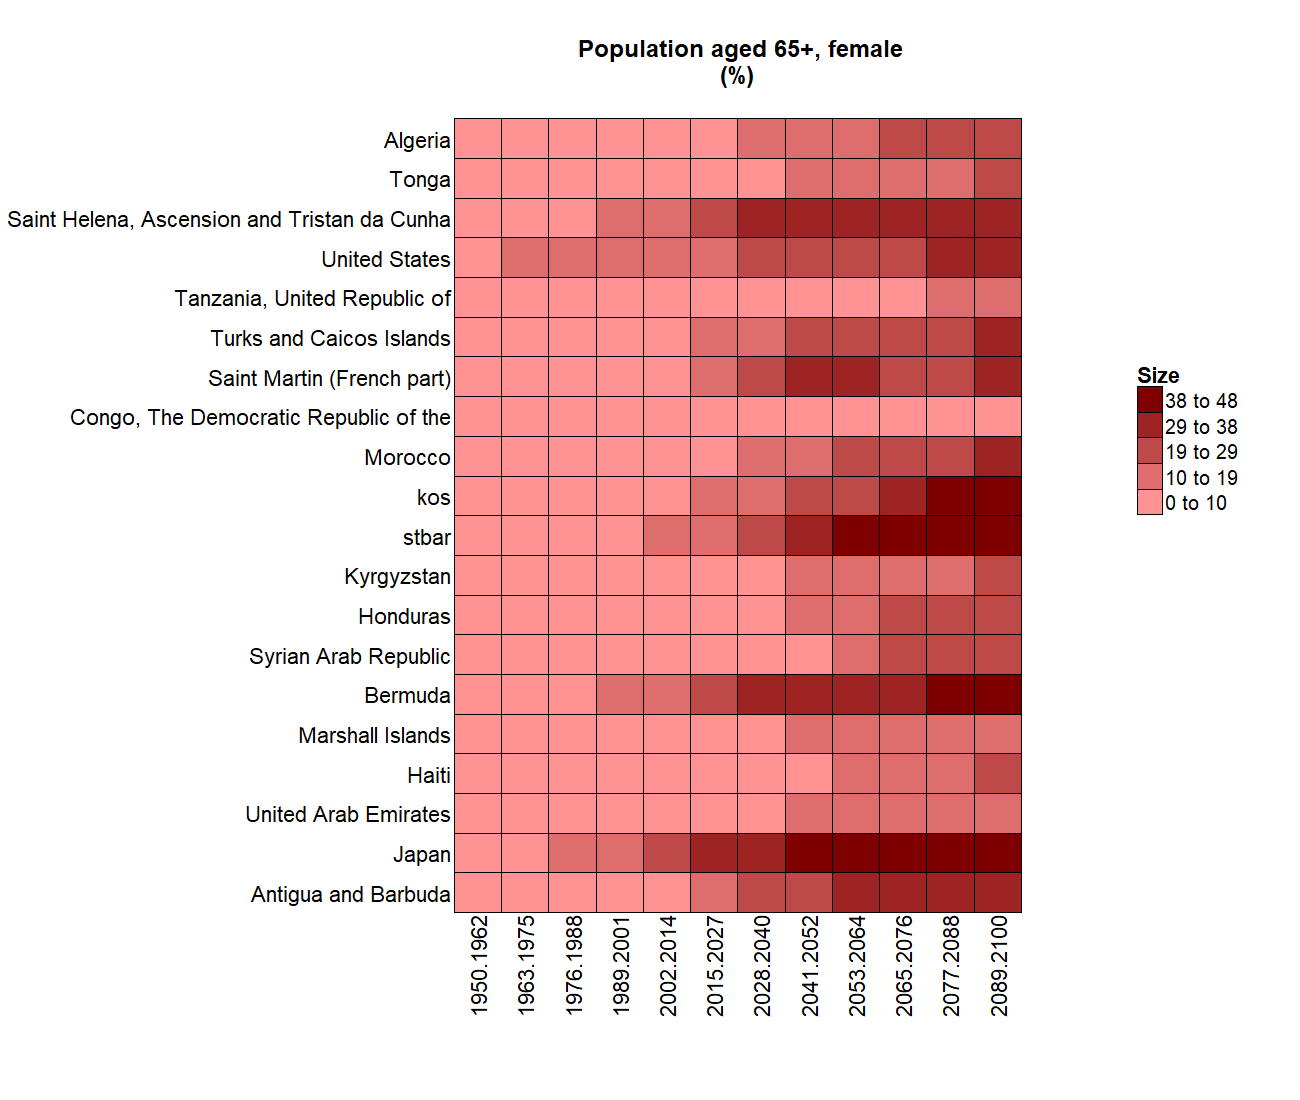 Population aged 65+, female
(%)
Algeria
Tonga
Saint Helena, Ascension and Tristan da Cunha
United States
Tanzania, United Republic of
Turks and Caicos Islands
Saint Martin (French part)
Congo, The Democratic Republic of the
Morocco
kos
stbar
Kyrgyzstan
Honduras
Syrian Arab Republic
Bermuda
Marshall Islands
Haiti
United Arab Emirates
Japan
Antigua and Barbuda
1950.1962
1963.1975
1976.1988
1989.2001
2002.2014
2015.2027
2028.2040
2041.2052
2053.2064
2065.2076
2077.2088
2089.2100
Size
38 to 48
29 to 38
19 to 29
10 to 19
0 to 10